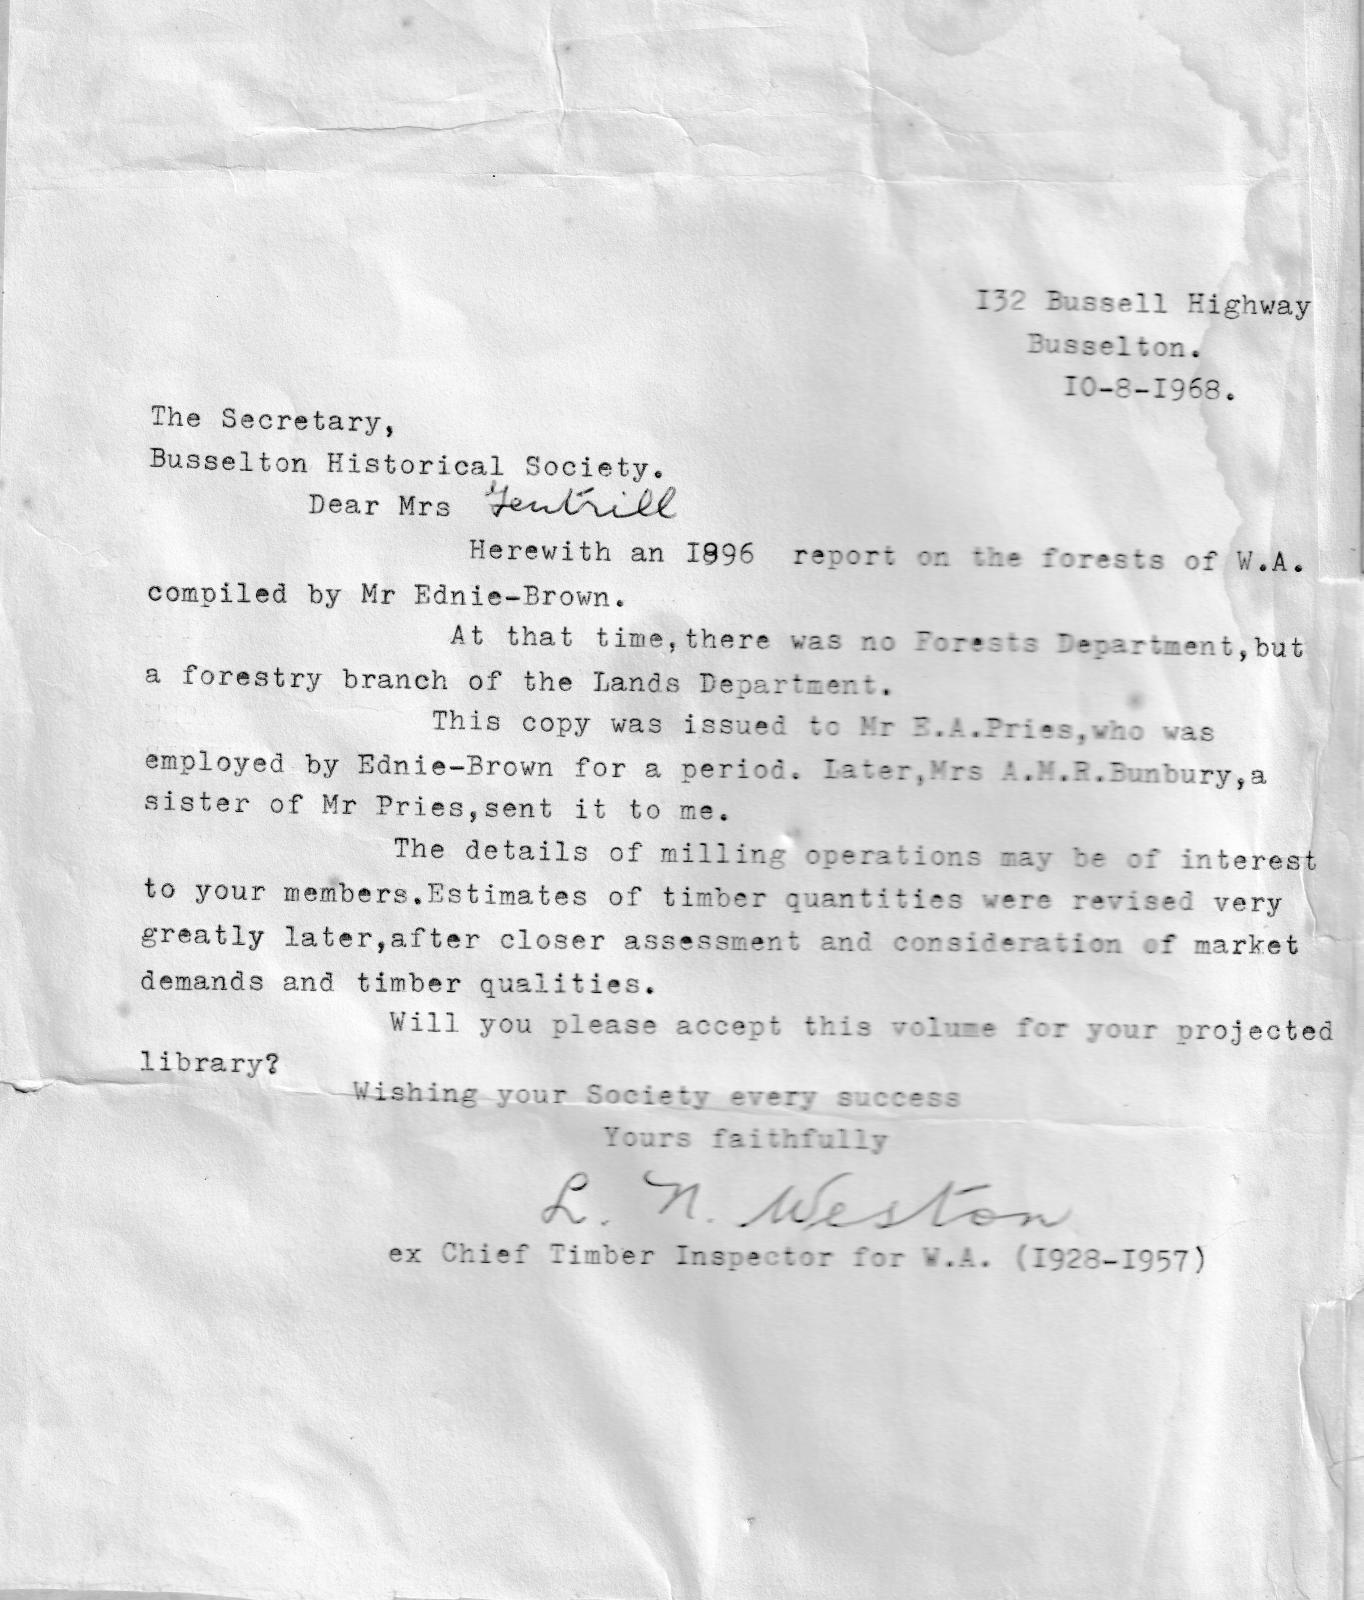 I32 Bussell Highway
Busselton.
I0-8-I968.
The Secretary,
Busselton Historical Society.
Dear Mrs
Herewith an I896 report on the forests of W.A.
compiled by Mr Ednie-Brown.
At that time,there was no Forests Department,but
a forestry branch of the Lands Department.
This copy was issued to Mr E.A.Pries,who was
employed by Ednie-Brown for a period. Later,Mrs A.M.R.Bunbury,a
sister of Mr Pries,sent it to me.
The details of milling operations may be of interest
to your members.Estimates of timber quantities were revised very
greatly later,after closer assessment and consideration of market
demands and timber qualities.
Will you please accept this volume for your projected
library?
Wishing your Society every success
Yours faithfully
L. N. Weston
ex Chief Timber Inspector for W.A. (I928-I957)